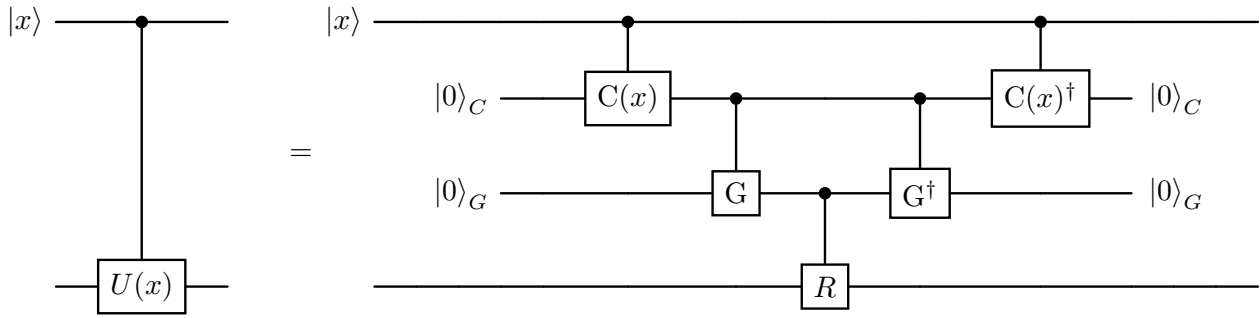 |x⟩ |x⟩
|0⟩_C C(x) C(x)† |0⟩_C
=
|0⟩_G G G† |0⟩_G
U(x) R